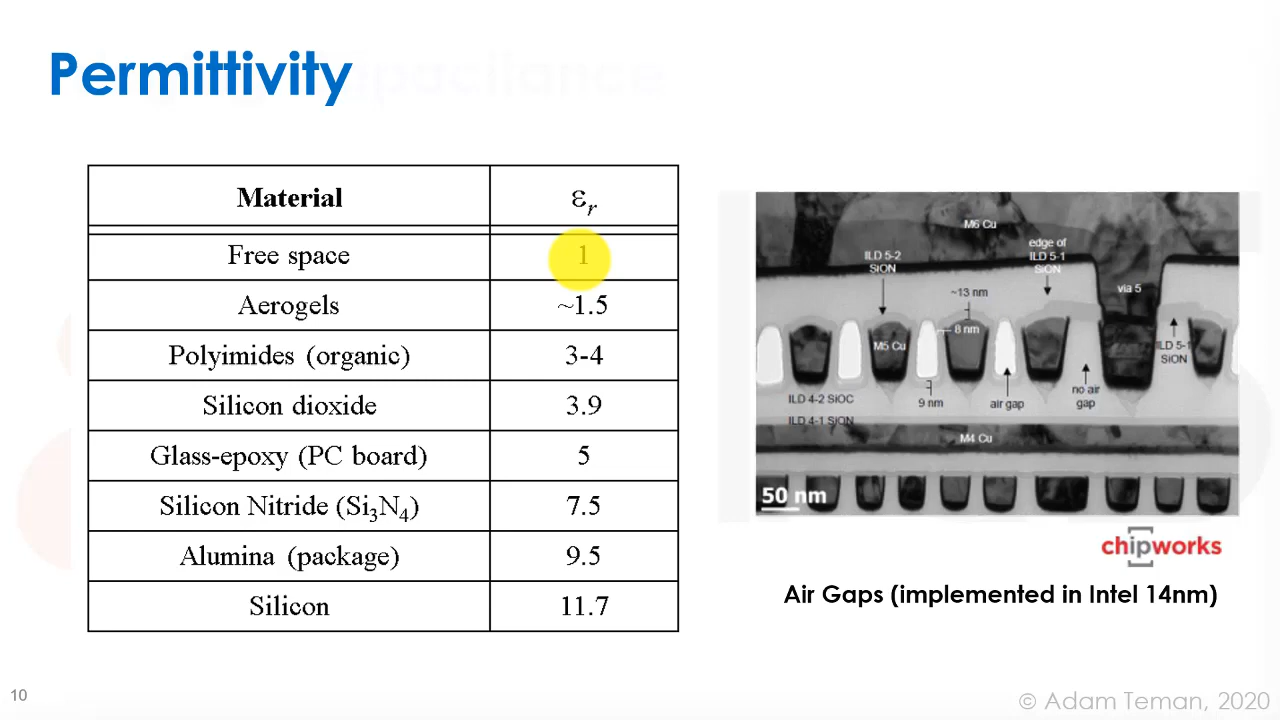 Permittivity
Material εr
Free space 1
Aerogels ~1.5
Polyimides (organic) 3-4
Silicon dioxide 3.9
Glass-epoxy (PC board) 5
Silicon Nitride (Si3N4) 7.5
Alumina (package) 9.5
Silicon 11.7
M6 Cu
ILD 5-2
SiON
edge of
ILD 5-1
SiON
~13 nm
via 5
8 nm
M5 Cu
ILD 5-1
SiON
no air
gap
ILD 4-2 SiOC
9 nm
air gap
ILD 4-1 SiON
M4 Cu
50 nm
chipworks
Air Gaps (implemented in Intel 14nm)
10
© Adam Teman, 2020